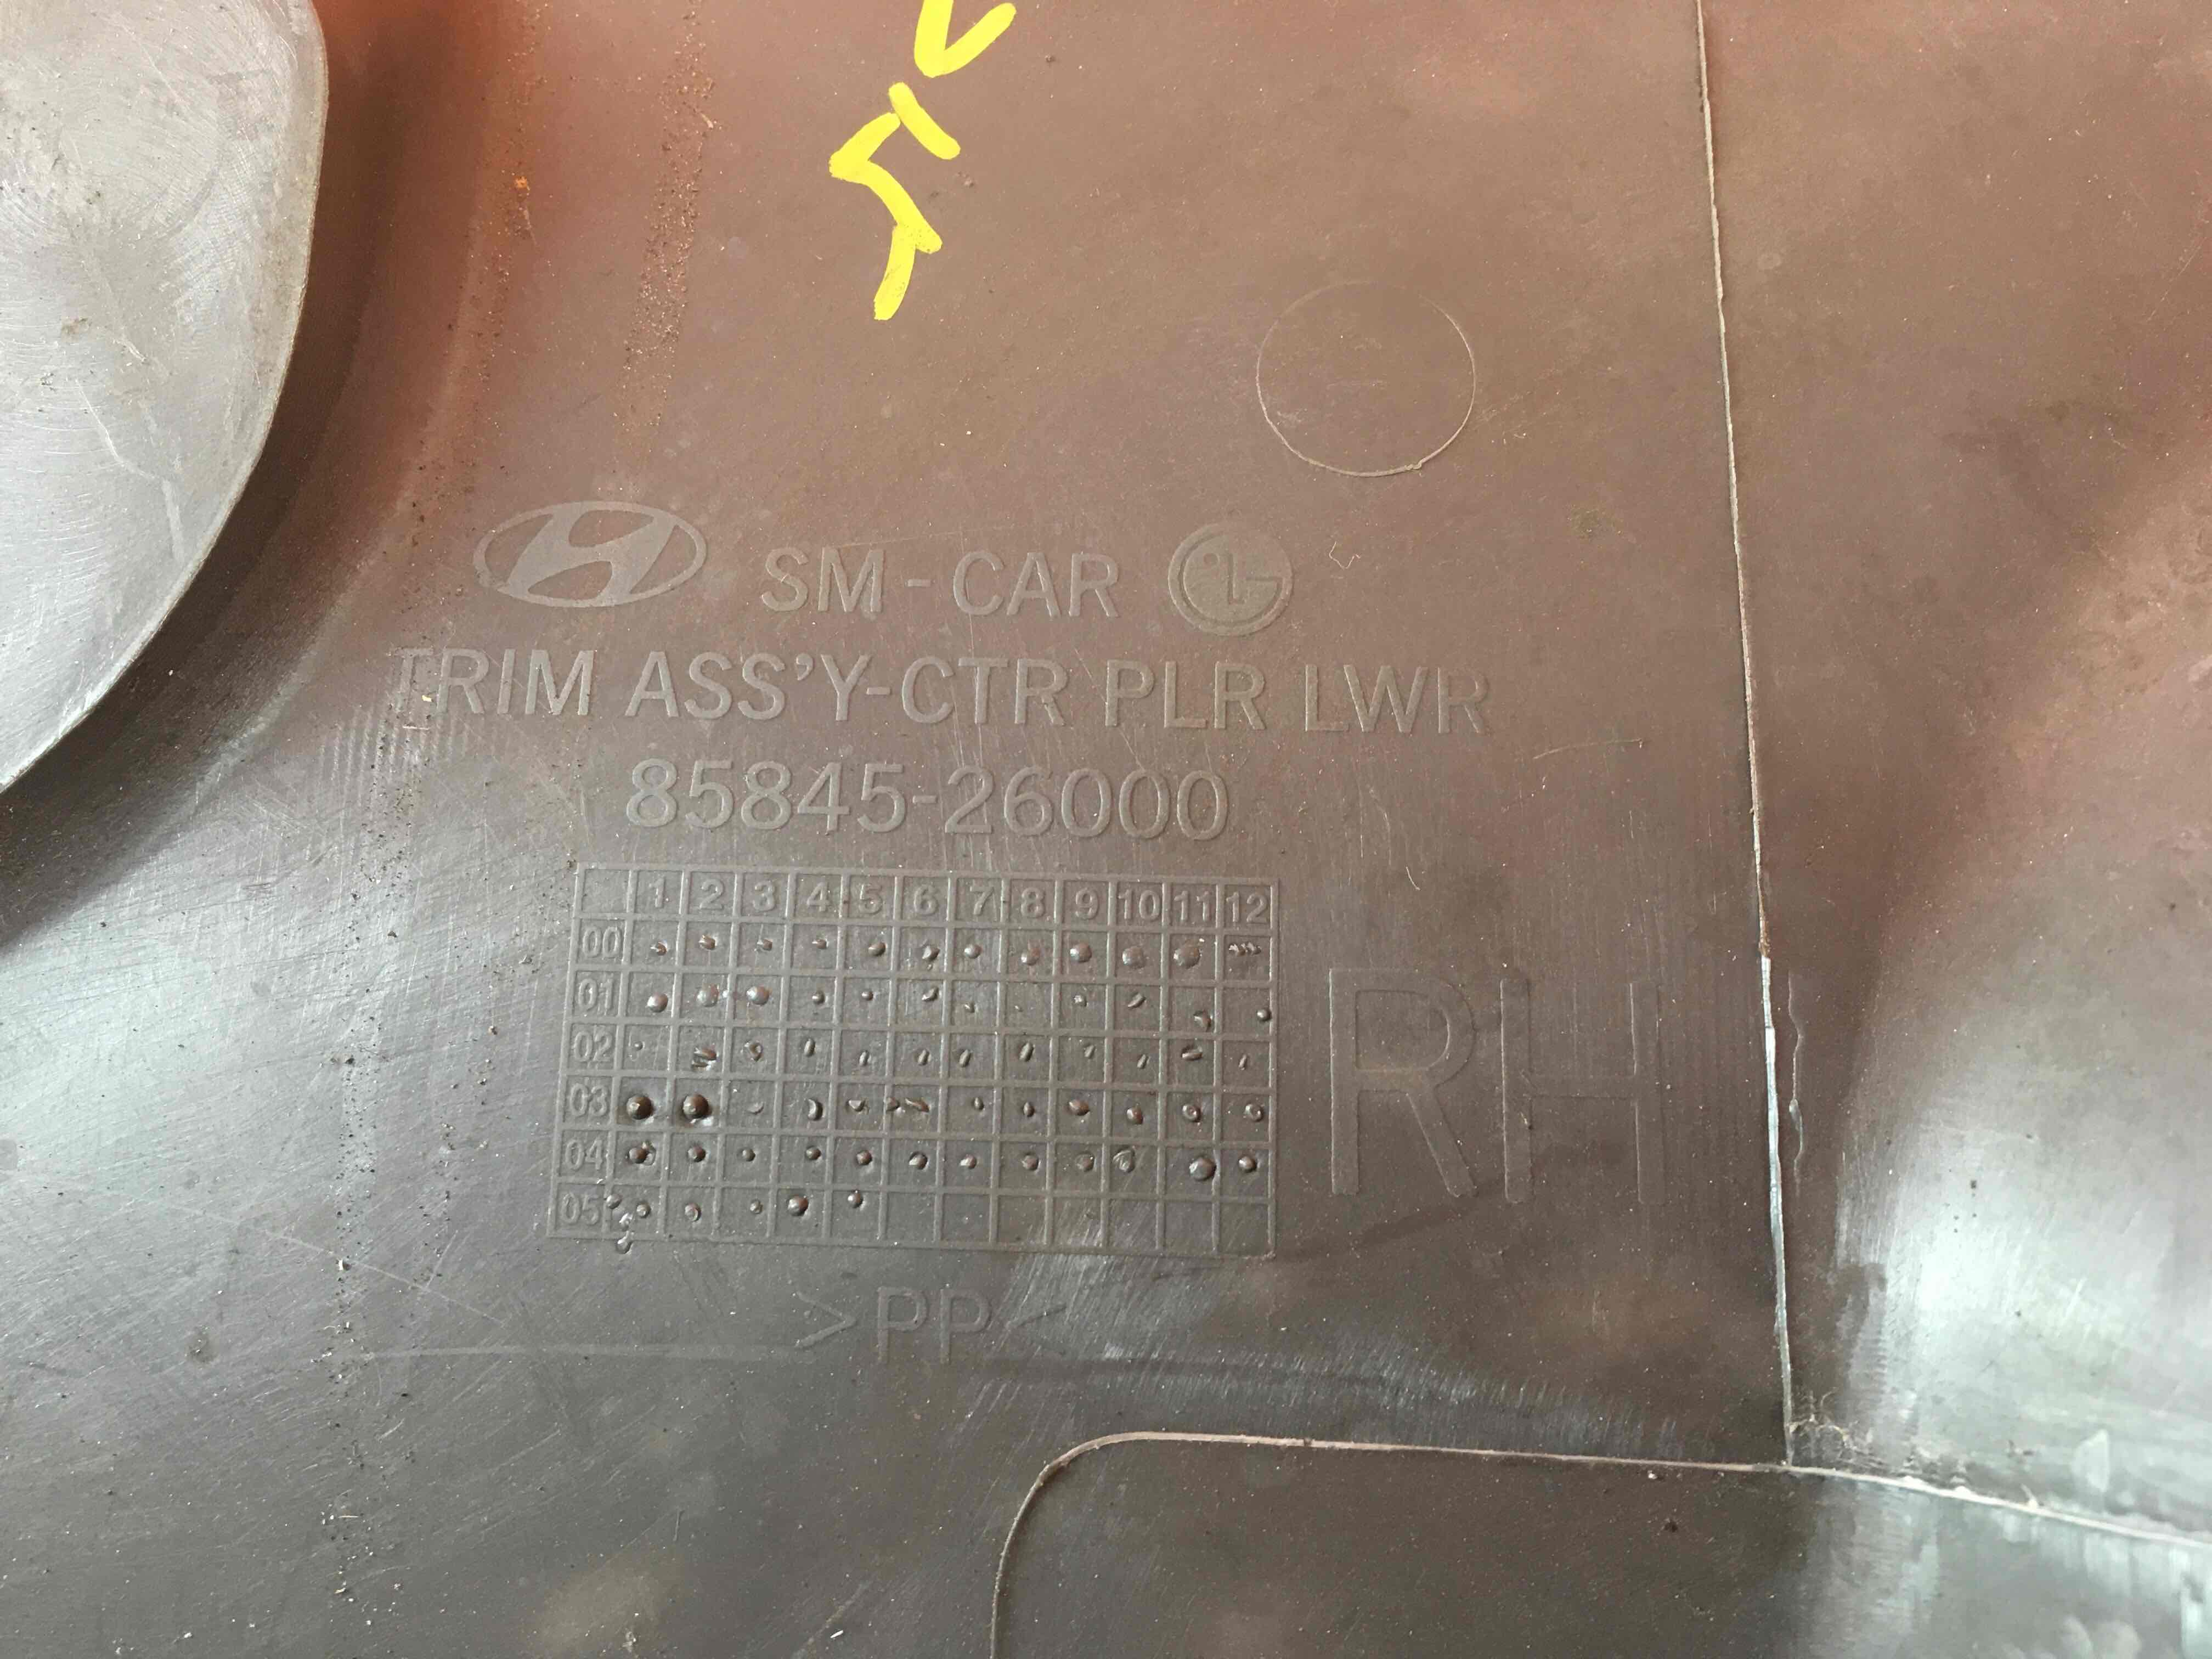 SM-CAR LG
TRIM ASS'Y-CTR PLR LWR
85845-26000
1 2 3 4 5 6 7 8 9 10 11 12
00
01
02
03
04
05
RH
>PP<